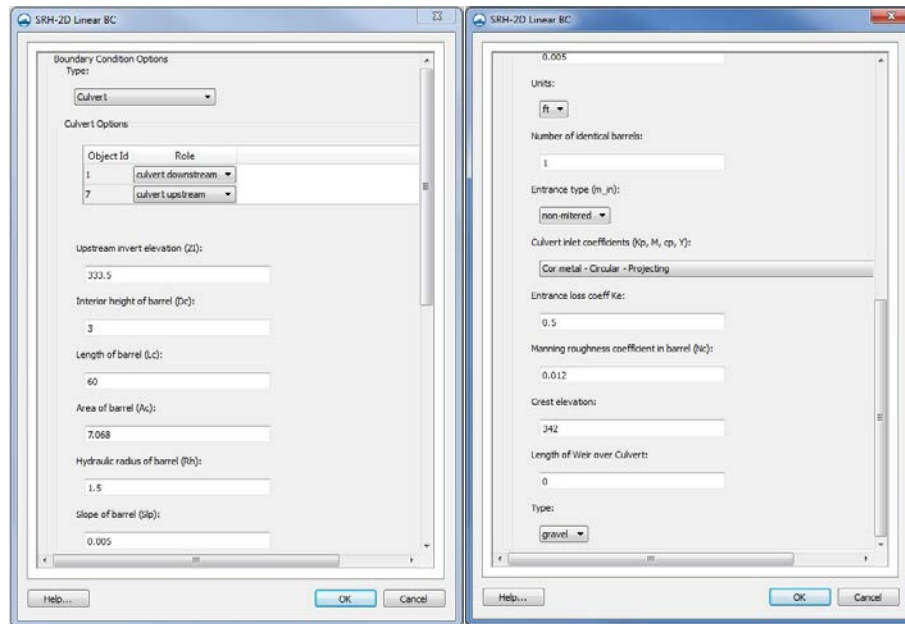 SRH-2D Linear BC
Boundary Condition Options
Type:
Culvert
Culvert Options
Object Id Role
1 culvert downstream
7 culvert upstream
Upstream invert elevation (ZI):
333.5
Interior height of barrel (Dc):
3
Length of barrel (Lc):
60
Area of barrel (Ac):
7.068
Hydraulic radius of barrel (Rh):
1.5
Slope of barrel (Slp):
0.005
Help...
OK
Cancel
SRH-2D Linear BC
0.005
Units:
ft
Number of identical barrels:
1
Entrance type (m_in):
non-mitered
Culvert inlet coefficients (Kp, M, cp, Y):
Cor metal - Circular - Projecting
Entrance loss coeff Ke:
0.5
Manning roughness coefficient in barrel (Nc):
0.012
Crest elevation:
342
Length of Weir over Culvert:
0
Type:
gravel
Help...
OK
Cancel